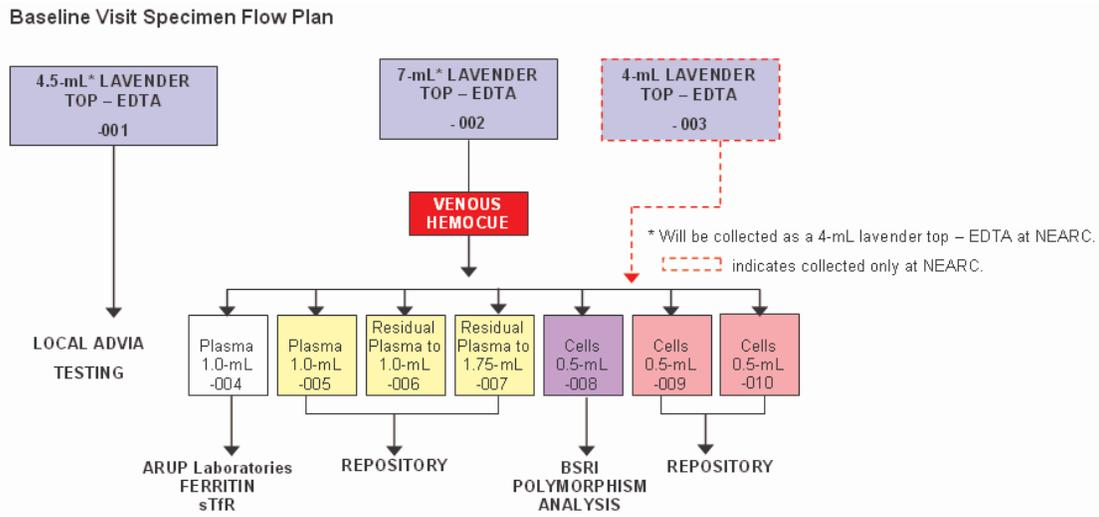 Baseline Visit Specimen Flow Plan
4.5-mL* LAVENDER
TOP – EDTA
-001
7-mL* LAVENDER
TOP – EDTA
- 002
4-mL LAVENDER
TOP – EDTA
- 003
VENOUS
HEMOCUE
* Will be collected as a 4-mL lavender top – EDTA at NEARC.
indicates collected only at NEARC.
LOCAL ADVIA
TESTING
Plasma
1.0-mL
-004
Plasma
1.0-mL
-005
Residual
Plasma to
1.0-mL
-006
Residual
Plasma to
1.75-mL
-007
Cells
0.5-mL
-008
Cells
0.5-mL
-009
Cells
0.5-mL
-010
ARUP Laboratories
FERRITIN
sTfR
REPOSITORY
BSRI
POLYMORPHISM
ANALYSIS
REPOSITORY